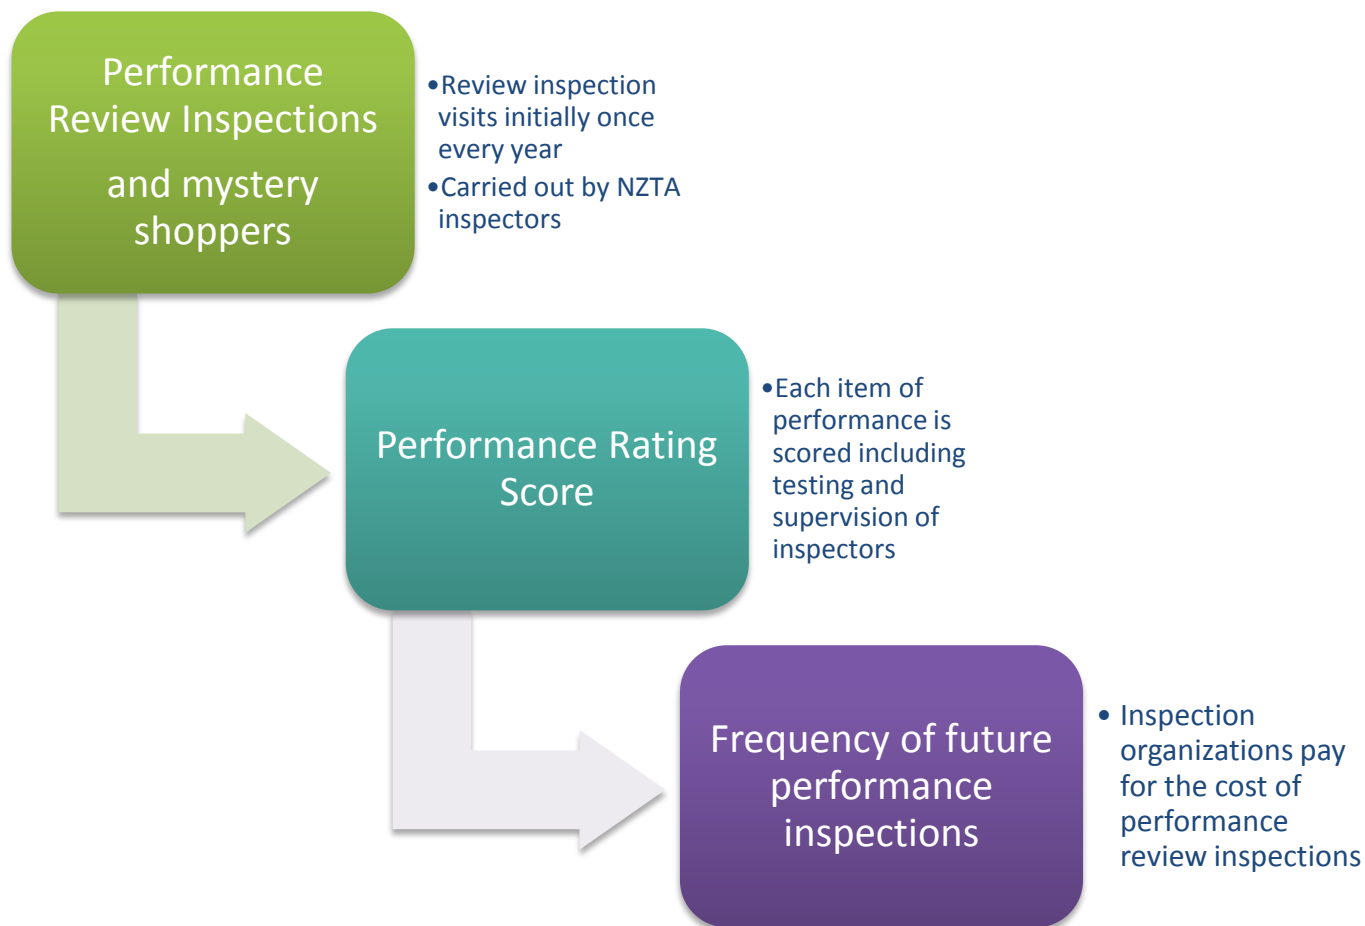 Performance
Review Inspections
and mystery
shoppers
•Review inspection
visits initially once
every year
•Carried out by NZTA
inspectors
Performance Rating
Score
•Each item of
performance is
scored including
testing and
supervision of
inspectors
Frequency of future
performance
inspections
• Inspection
organizations pay
for the cost of
performance
review inspections